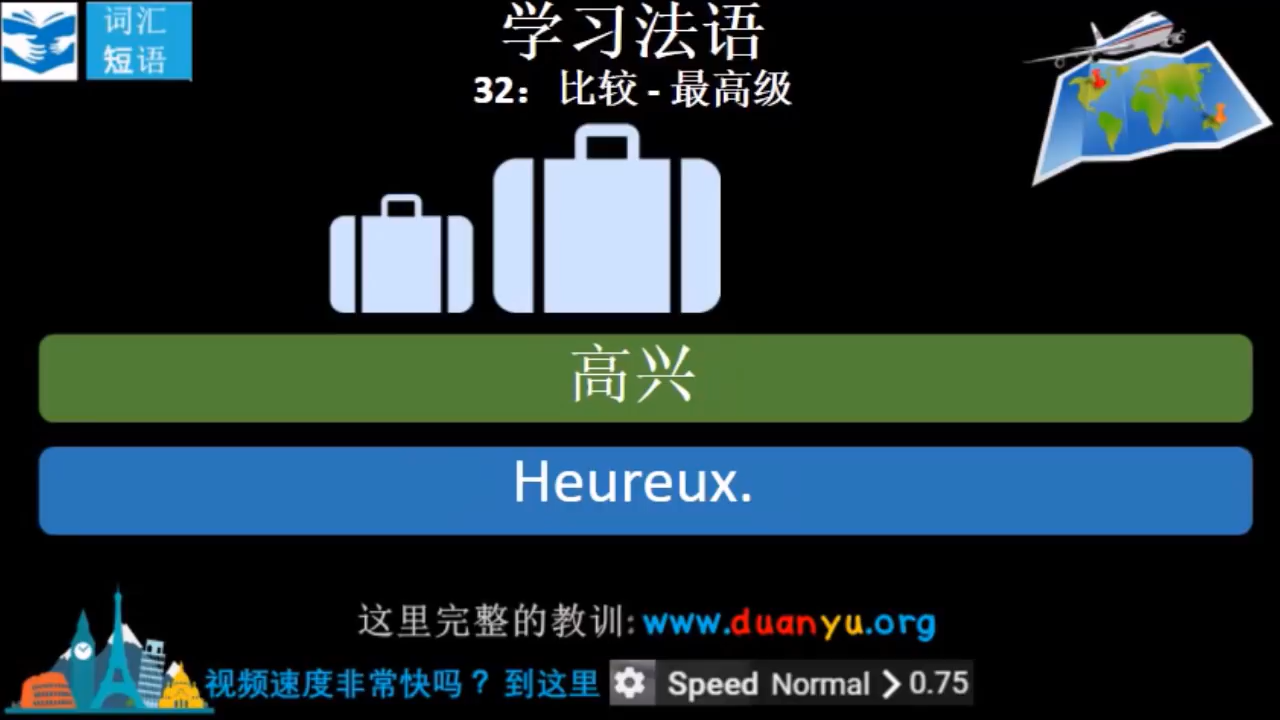 词汇
短语
学习法语
32： 比较 - 最高级
高兴
Heureux.
这里完整的教训: www.duanyu.org
视频速度非常快吗？ 到这里 Speed Normal > 0.75